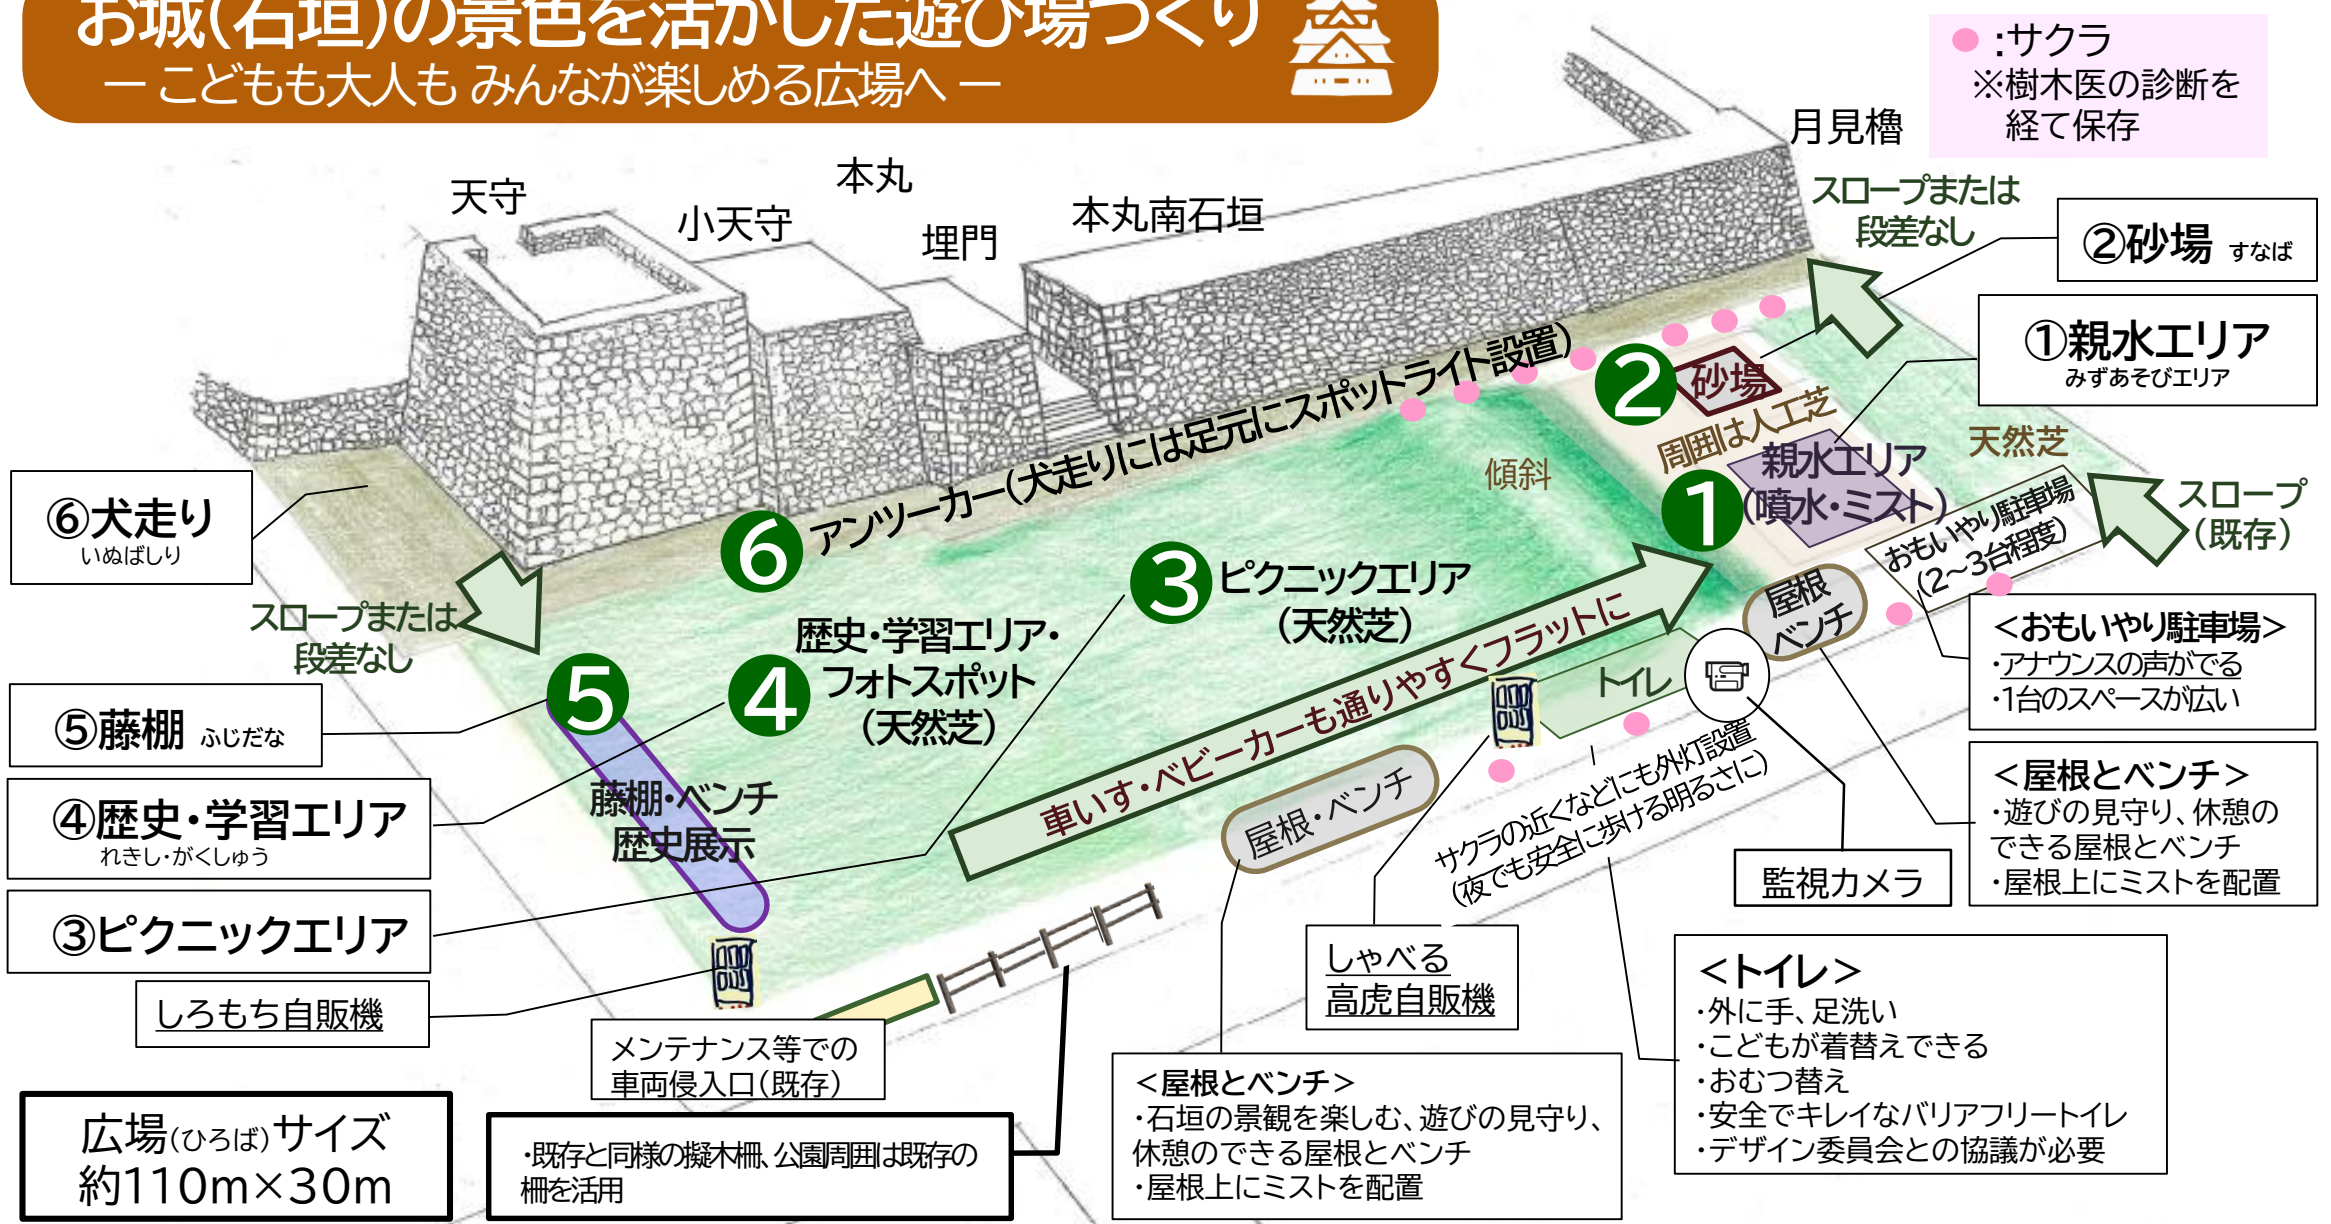 お城(石垣)の景色を活かした遊び場づくり
― こどもも大人も みんなが楽しめる広場へ ―
:サクラ
※樹木医の診断を
経て保存
月見櫓
天守
小天守
本丸
埋門
本丸南石垣
スロープまたは
段差なし
②砂場 すなば
①親水エリア
みずあそびエリア
アンツーカー(犬走りには足元にスポットライト設置)
2
砂場
周囲は人工芝
天然芝
傾斜
親水エリア
(噴水・ミスト)
1
おもいやり駐車場
(2～3台程度)
スロープ
(既存)
⑥犬走り
いぬばしり
6
3
ピクニックエリア
(天然芝)
スロープまたは
段差なし
歴史・学習エリア・
フォトスポット
(天然芝)
4
5
車いす・ベビーカーも通りやすくフラットに
屋根
ベンチ
トイレ
<おもいやり駐車場>
・アナウンスの声がでる
・1台のスペースが広い
⑤藤棚 ふじだな
藤棚・ベンチ
歴史展示
屋根・ベンチ
サクラの近くなどにも外灯設置
(夜でも安全に歩ける明るさに)
<屋根とベンチ>
・遊びの見守り、休憩の
できる屋根とベンチ
・屋根上にミストを配置
④歴史・学習エリア
れきし・がくしゅう
監視カメラ
③ピクニックエリア
しろもち自販機
しゃべる
高虎自販機
<トイレ>
・外に手、足洗い
・こどもが着替えできる
・おむつ替え
・安全でキレイなバリアフリートイレ
・デザイン委員会との協議が必要
メンテナンス等での
車両侵入口(既存)
<屋根とベンチ>
・石垣の景観を楽しむ、遊びの見守り、
休憩のできる屋根とベンチ
・屋根上にミストを配置
広場(ひろば)サイズ
約110m×30m
・既存と同様の擬木柵、公園周囲は既存の
柵を活用